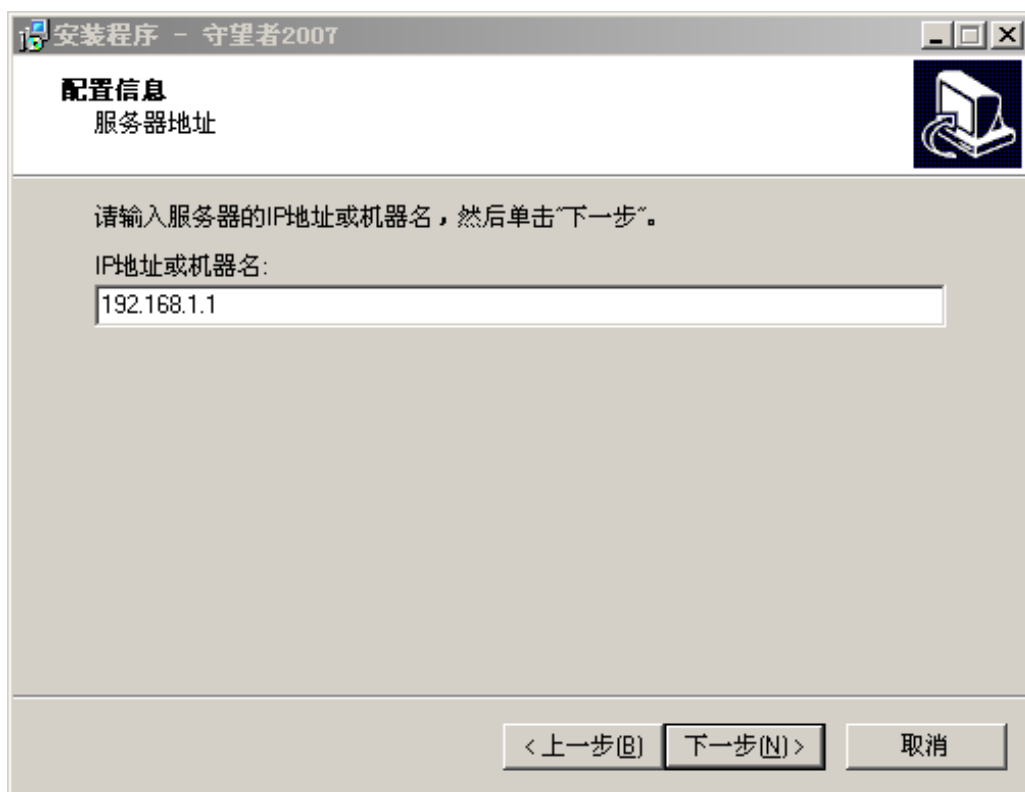 安装程序 - 守望者2007
配置信息
服务器地址
请输入服务器的IP地址或机器名，然后单击"下一步"。
IP地址或机器名:
192.168.1.1
<上一步(B) 下一步(N)> 取消